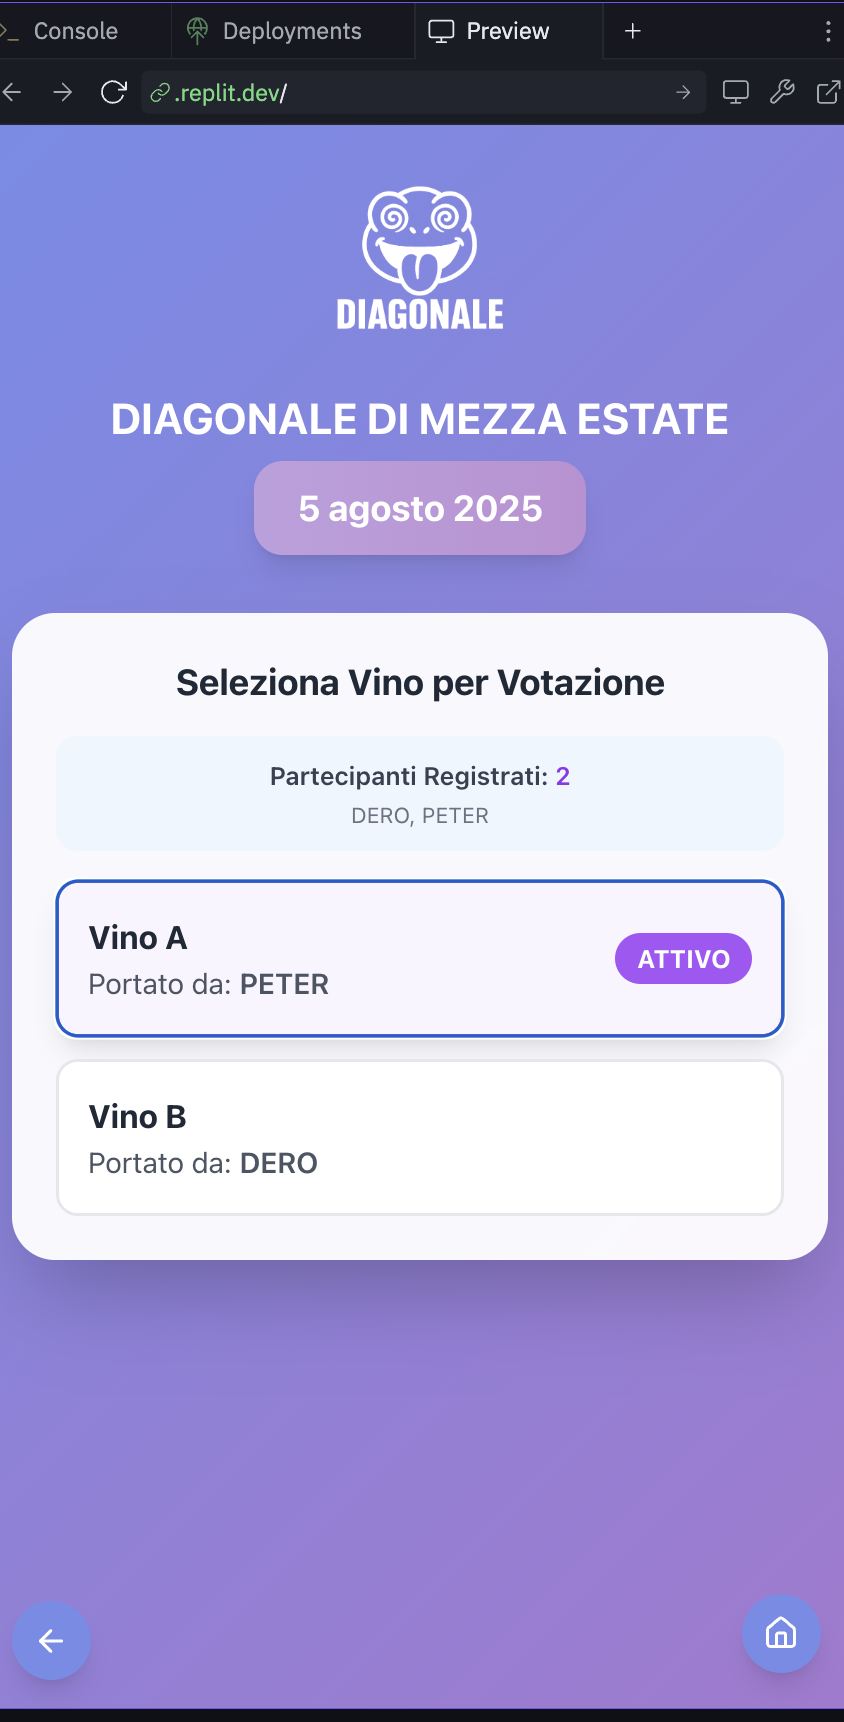 Console
Deployments
Preview
.replit.dev/
DIAGONALE
DIAGONALE DI MEZZA ESTATE
5 agosto 2025
Seleziona Vino per Votazione
Partecipanti Registrati: 2
DERO, PETER
Vino A
Portato da: PETER
ATTIVO
Vino B
Portato da: DERO